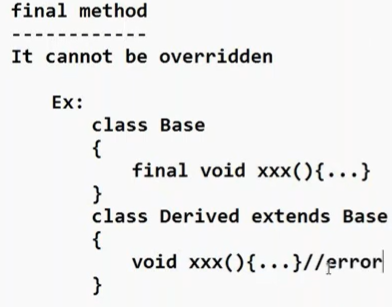 final method
------------
It cannot be overridden
Ex:
class Base
{
final void xxx(){...}
}
class Derived extends Base
{
void xxx(){...}//error
}